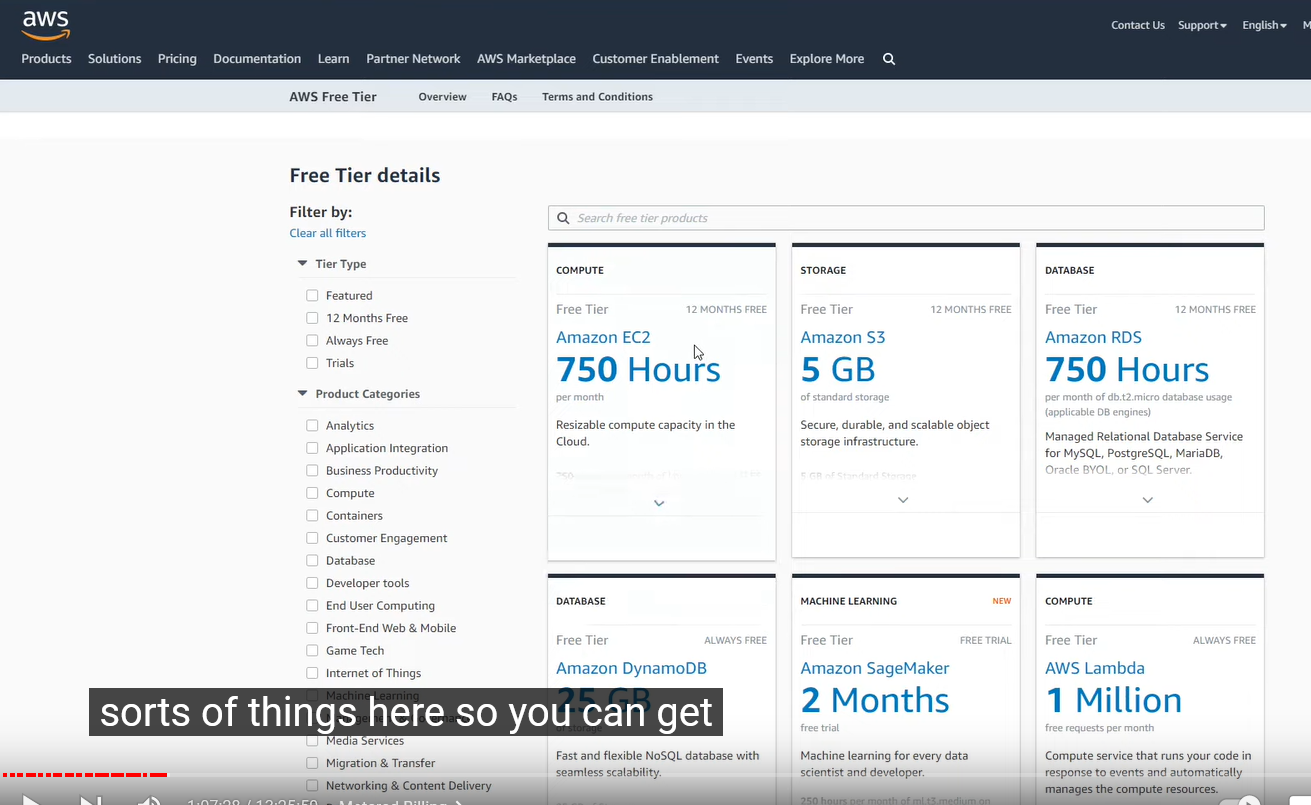 aws
Contact Us Support English
Products Solutions Pricing Documentation Learn Partner Network AWS Marketplace Customer Enablement Events Explore More
AWS Free Tier Overview FAQs Terms and Conditions
Free Tier details
Filter by:
Clear all filters
Tier Type
Featured
12 Months Free
Always Free
Trials
Product Categories
Analytics
Application Integration
Business Productivity
Compute
Containers
Customer Engagement
Database
Developer tools
End User Computing
Front-End Web & Mobile
Game Tech
Internet of Things
Machine Learning
Media Services
Migration & Transfer
Networking & Content Delivery
Search free tier products
COMPUTE
Free Tier 12 MONTHS FREE
Amazon EC2
750 Hours
per month
Resizable compute capacity in the
Cloud.
STORAGE
Free Tier 12 MONTHS FREE
Amazon S3
5 GB
of standard storage
Secure, durable, and scalable object
storage infrastructure.
5 GB of Standard Storage
DATABASE
Free Tier 12 MONTHS FREE
Amazon RDS
750 Hours
per month of db.t2.micro database usage
(applicable DB engines)
Managed Relational Database Service
for MySQL, PostgreSQL, MariaDB,
Oracle BYOL, or SQL Server.
DATABASE
Free Tier ALWAYS FREE
Amazon DynamoDB
25 GB
of storage
Fast and flexible NoSQL database with
seamless scalability.
MACHINE LEARNING NEW
Free Tier FREE TRIAL
Amazon SageMaker
2 Months
free trial
Machine learning for every data
scientist and developer.
COMPUTE
Free Tier ALWAYS FREE
AWS Lambda
1 Million
free requests per month
Compute service that runs your code in
response to events and automatically
manages the compute resources.
sorts of things here so you can get